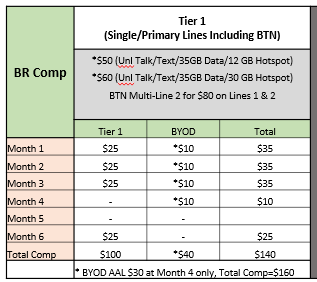 Tier 1
(Single/Primary Lines Including BTN)
BR Comp
*$50 (Unl Talk/Text/35GB Data/12 GB Hotspot)
*$60 (Unl Talk/Text/35GB Data/30 GB Hotspot)
BTN Multi-Line 2 for $80 on Lines 1 & 2
Tier 1 BYOD Total
Month 1 $25 *$10 $35
Month 2 $25 *$10 $35
Month 3 $25 *$10 $35
Month 4 - *$10 $10
Month 5 - -
Month 6 $25 - $25
Total Comp $100 *$40 $140
* BYOD AAL $30 at Month 4 only, Total Comp=$160